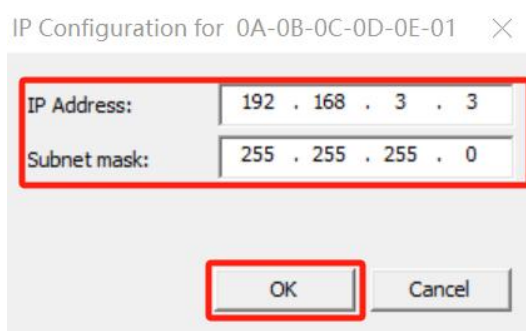 IP Configuration for 0A-0B-0C-0D-0E-01
IP Address: 192 . 168 . 3 . 3
Subnet mask: 255 . 255 . 255 . 0
OK Cancel